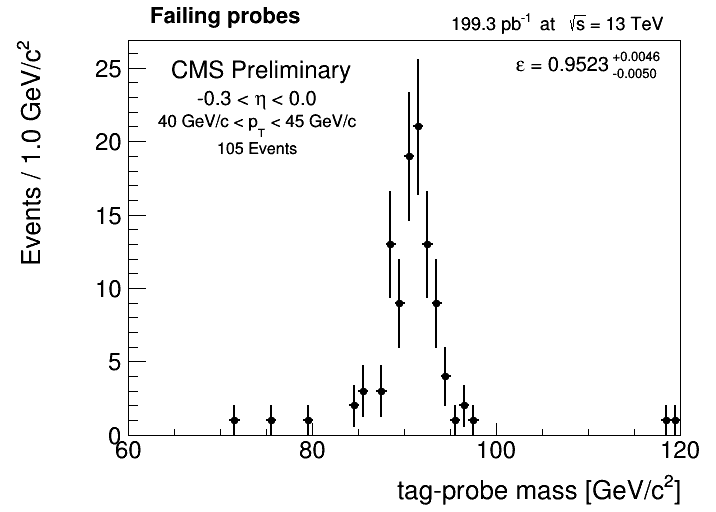 Failing probes
199.3 pb⁻¹ at √s = 13 TeV
CMS Preliminary
-0.3 < η < 0.0
40 GeV/c < p_T < 45 GeV/c
105 Events
ε = 0.9523 +0.0046 -0.0050
Events / 1.0 GeV/c²
25
20
15
10
5
0
60 80 100 120
tag-probe mass [GeV/c²]